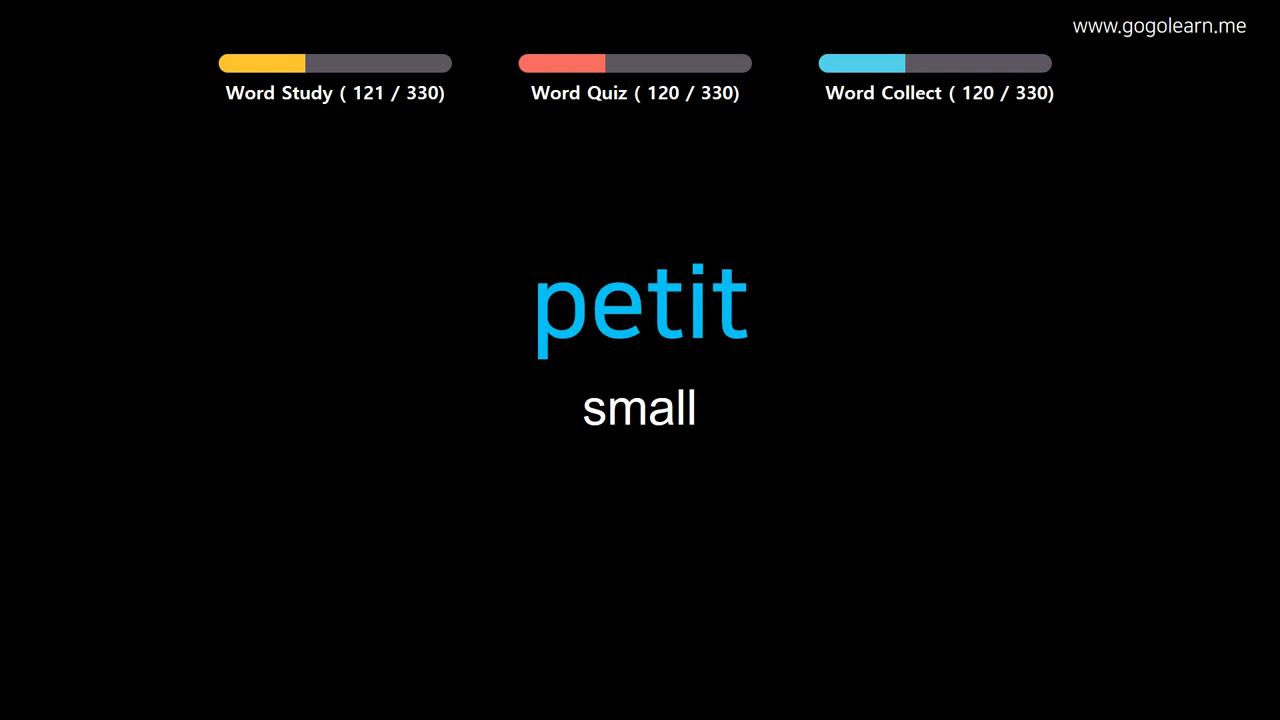 www.gogolearn.me
Word Study ( 121 / 330)
Word Quiz ( 120 / 330)
Word Collect ( 120 / 330)
petit
small